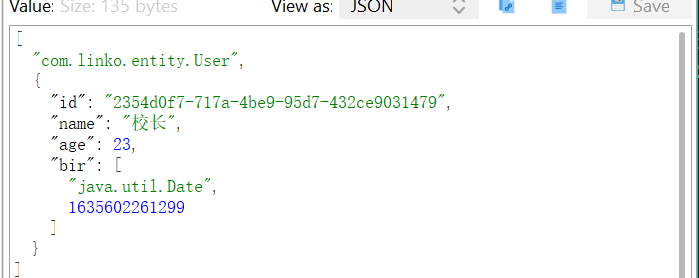 Value: Size: 135 bytes View as: JSON Save
[
"com.linko.entity.User",
{
"id": "2354d0f7-717a-4be9-95d7-432ce9031479",
"name": "校长",
"age": 23,
"bir": [
"java.util.Date",
1635602261299
]
}
]